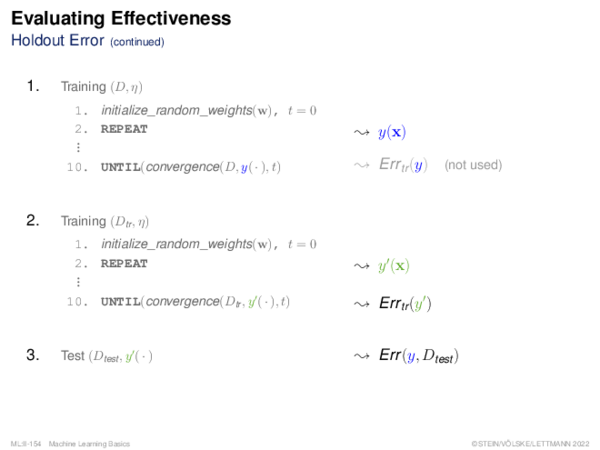 Evaluating Effectiveness
Holdout Error (continued)
1. Training (D, η)
1. initialize_random_weights(w), t = 0
2. REPEAT ⇝ y(x)
⋮
10. UNTIL(convergence(D, y(·), t) ⇝ Err_tr(y) (not used)
2. Training (D_tr, η)
1. initialize_random_weights(w), t = 0
2. REPEAT ⇝ y′(x)
⋮
10. UNTIL(convergence(D_tr, y′(·), t) ⇝ Err_tr(y′)
3. Test (D_test, y′(·) ⇝ Err(y, D_test)
ML:II-154 Machine Learning Basics ©STEIN/VÖLSKE/LETTMANN 2022